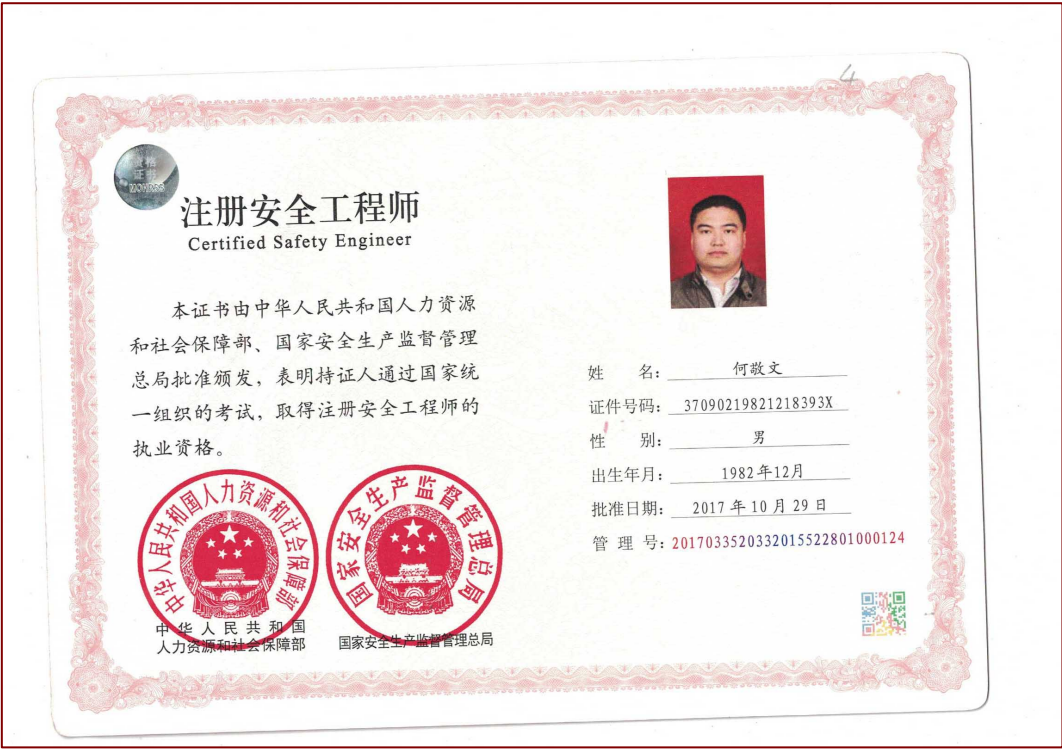 4
资格
证书
MOHRSS
注册安全工程师
Certified Safety Engineer
本证书由中华人民共和国人力资源
和社会保障部、国家安全生产监督管理
总局批准颁发，表明持证人通过国家统
一组织的考试，取得注册安全工程师的
执业资格。
中华人民共和国人力资源和社会保障部
中华人民共和国
人力资源和社会保障部
国家安全生产监督管理总局
国家安全生产监督管理总局
姓 名：何敬文
证件号码：37090219821218393X
性 别：男
出生年月：1982年12月
批准日期：2017年10月29日
管 理 号：2017033520332015522801000124